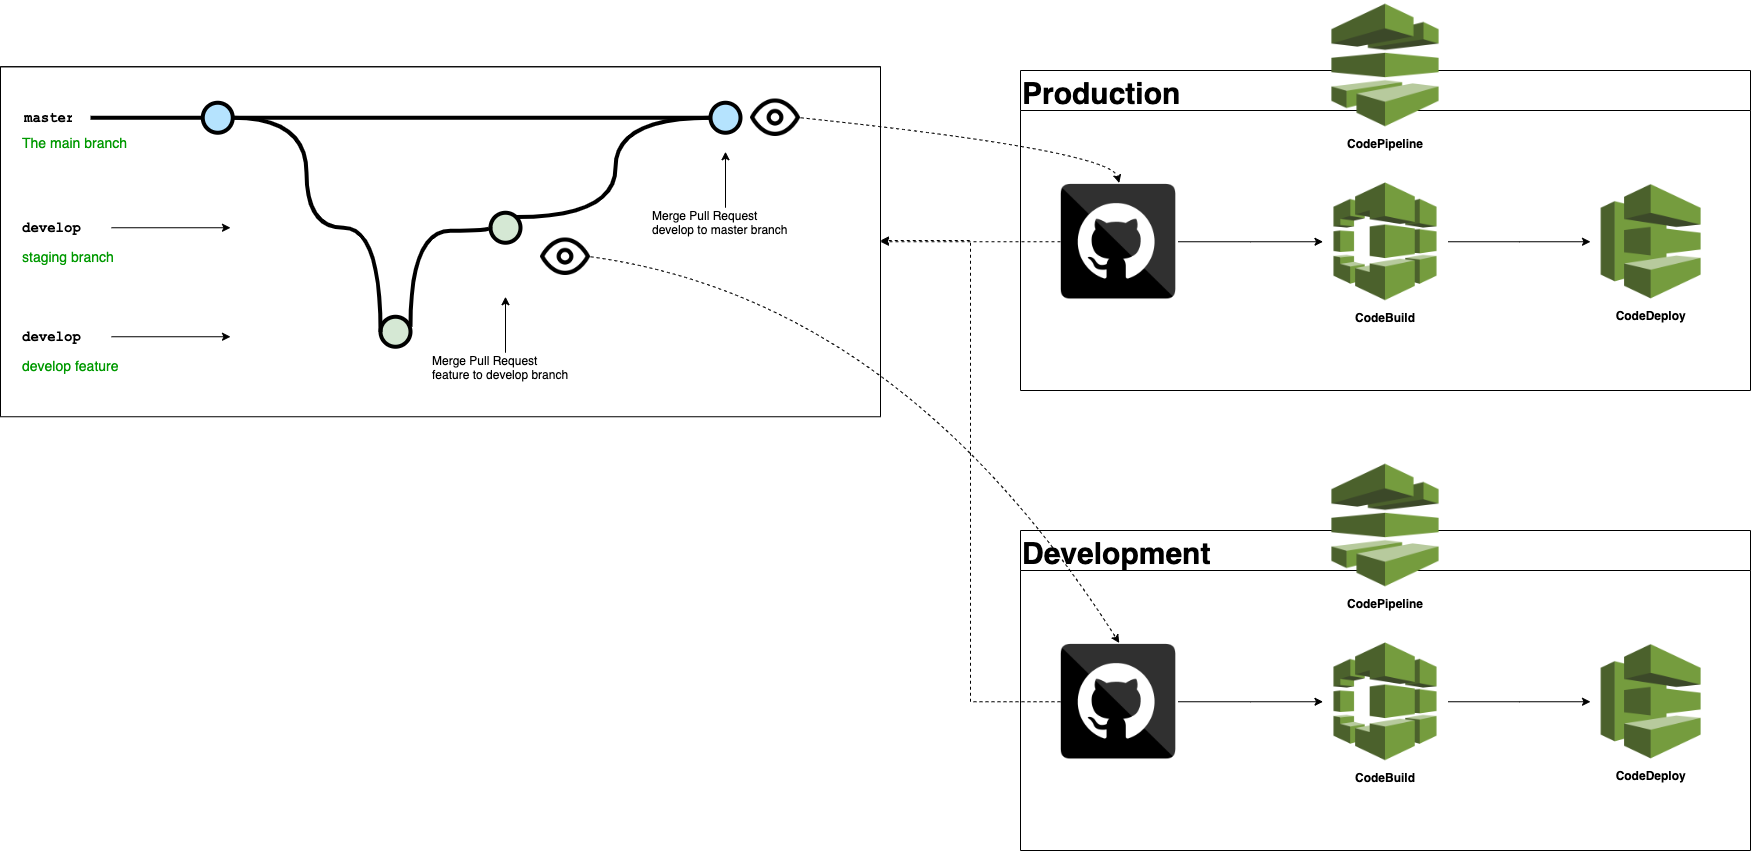 master
The main branch
develop
staging branch
develop
develop feature
Merge Pull Request
feature to develop branch
Merge Pull Request
develop to master branch
Production
CodePipeline
CodeBuild
CodeDeploy
Development
CodePipeline
CodeBuild
CodeDeploy